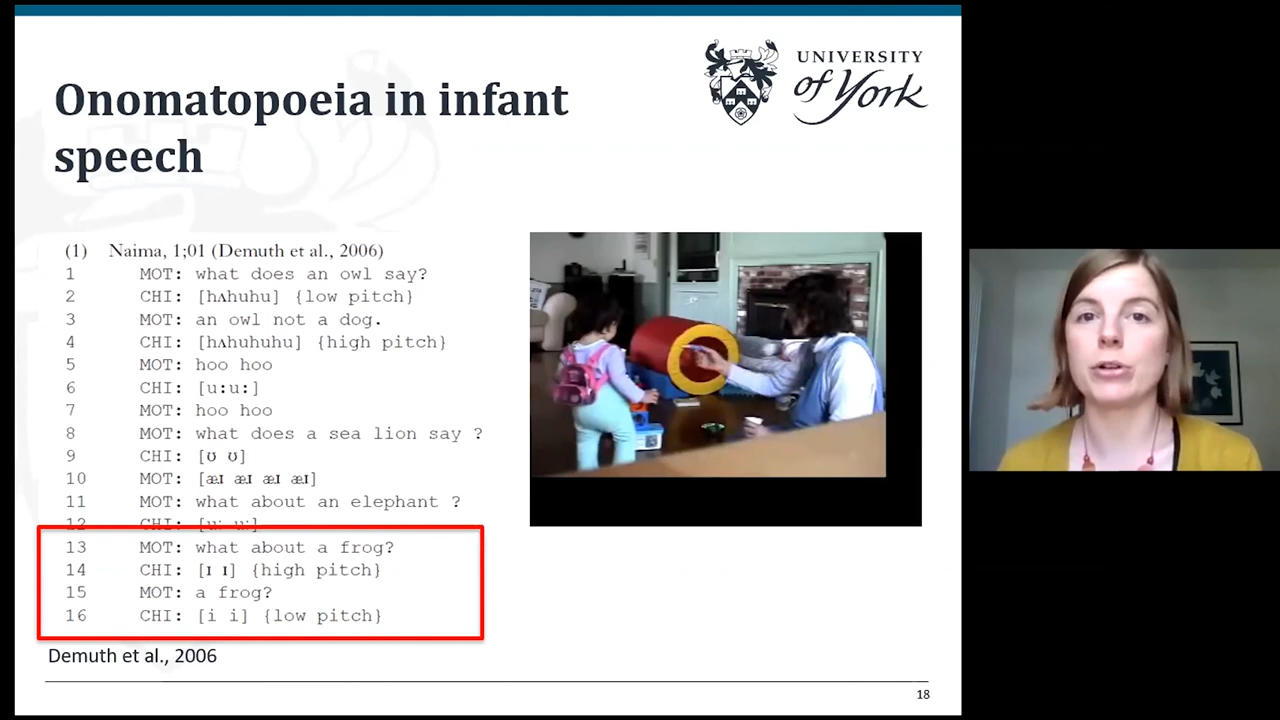 UNIVERSITY
of York
Onomatopoeia in infant
speech
(1) Naima, 1;01 (Demuth et al., 2006)
1 MOT: what does an owl say?
2 CHI: [hʌhuhu] {low pitch}
3 MOT: an owl not a dog.
4 CHI: [hʌhuhuhu] {high pitch}
5 MOT: hoo hoo
6 CHI: [uːuː]
7 MOT: hoo hoo
8 MOT: what does a sea lion say ?
9 CHI: [ʊ ʊ]
10 MOT: [æɪ æɪ æɪ æɪ]
11 MOT: what about an elephant ?
12 CHI:
13 MOT: what about a frog?
14 CHI: [ɪ ɪ] {high pitch}
15 MOT: a frog?
16 CHI: [i i] {low pitch}
Demuth et al., 2006
18